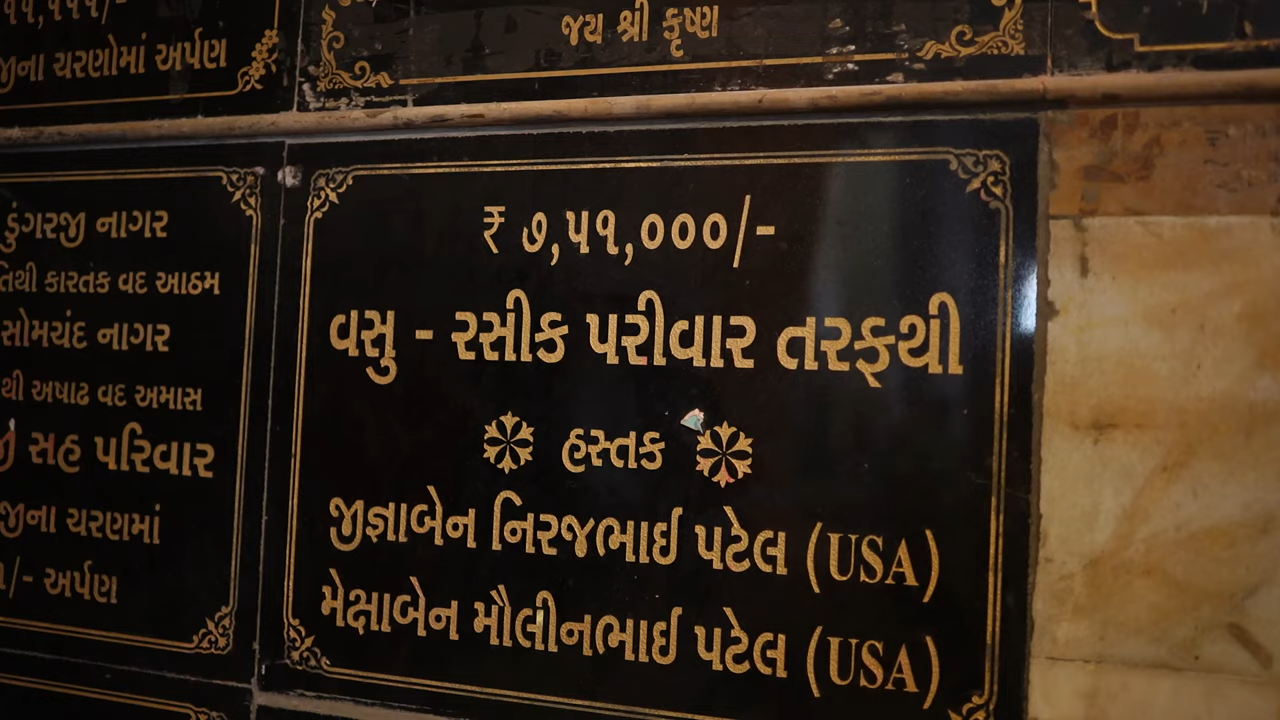 જીના ચરણોમાં અર્પણ
જય શ્રી કૃષ્ણ
ડુંગરજી નાગર
કારતક વદ આઠમ
સોમચંદ નાગર
થી અષાઢ વદ અમાસ
સહ પરિવાર
જીના ચરણમાં
/- અર્પણ
₹ ૭,૫૧,૦૦૦/-
વસુ - રસીક પરીવાર તરફથી
હસ્તક
જીજ્ઞાબેન નિરજભાઈ પટેલ (USA)
મેક્ષાબેન મૌલીનભાઈ પટેલ (USA)